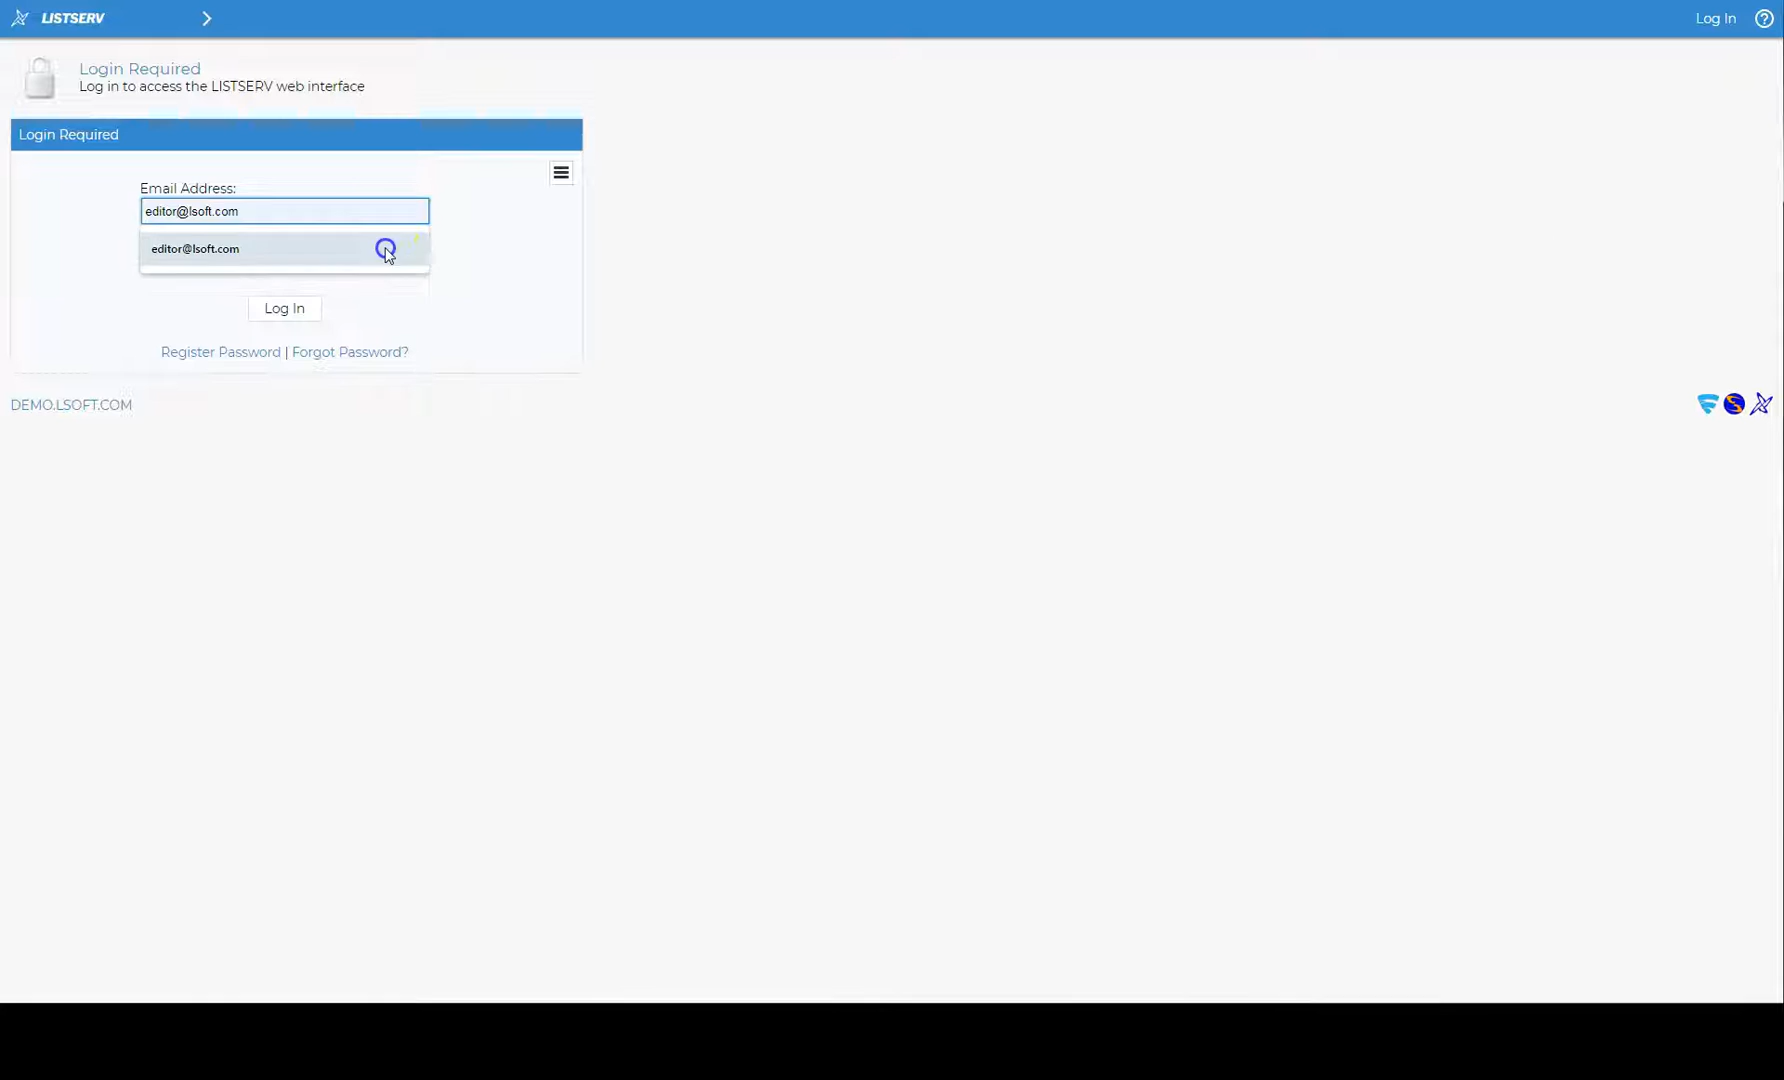 LISTSERV
Log In
Login Required
Log in to access the LISTSERV web interface
Login Required
Email Address:
editor@lsoft.com
editor@lsoft.com
Log In
Register Password | Forgot Password?
DEMO.LSOFT.COM